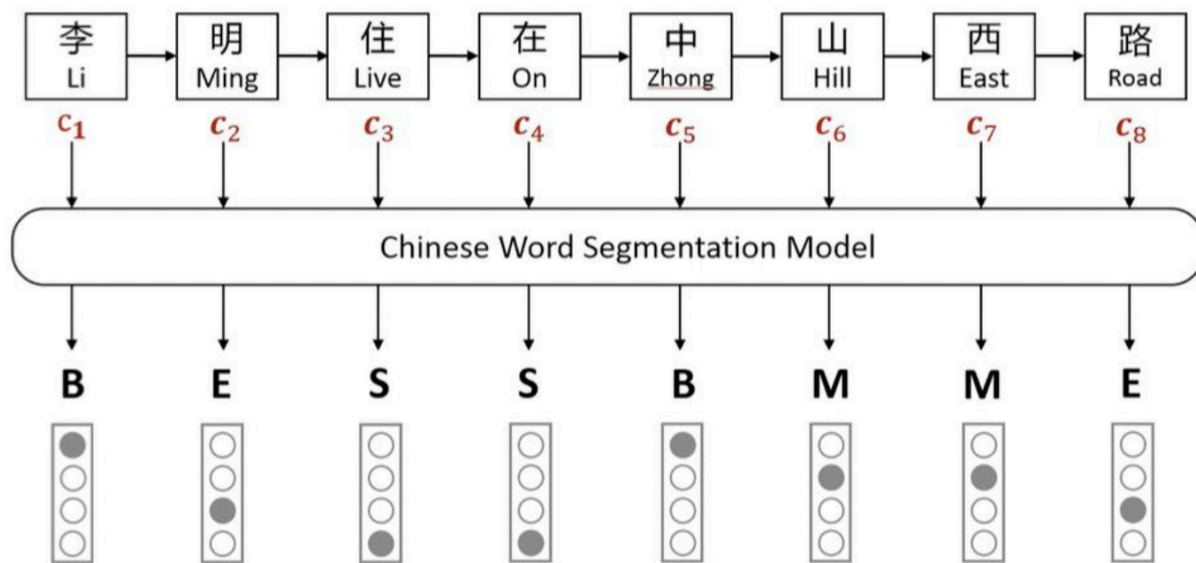 李 明 住 在 中 山 西 路
Li Ming Live On Zhong Hill East Road
c₁ c₂ c₃ c₄ c₅ c₆ c₇ c₈
Chinese Word Segmentation Model
B E S S B M M E